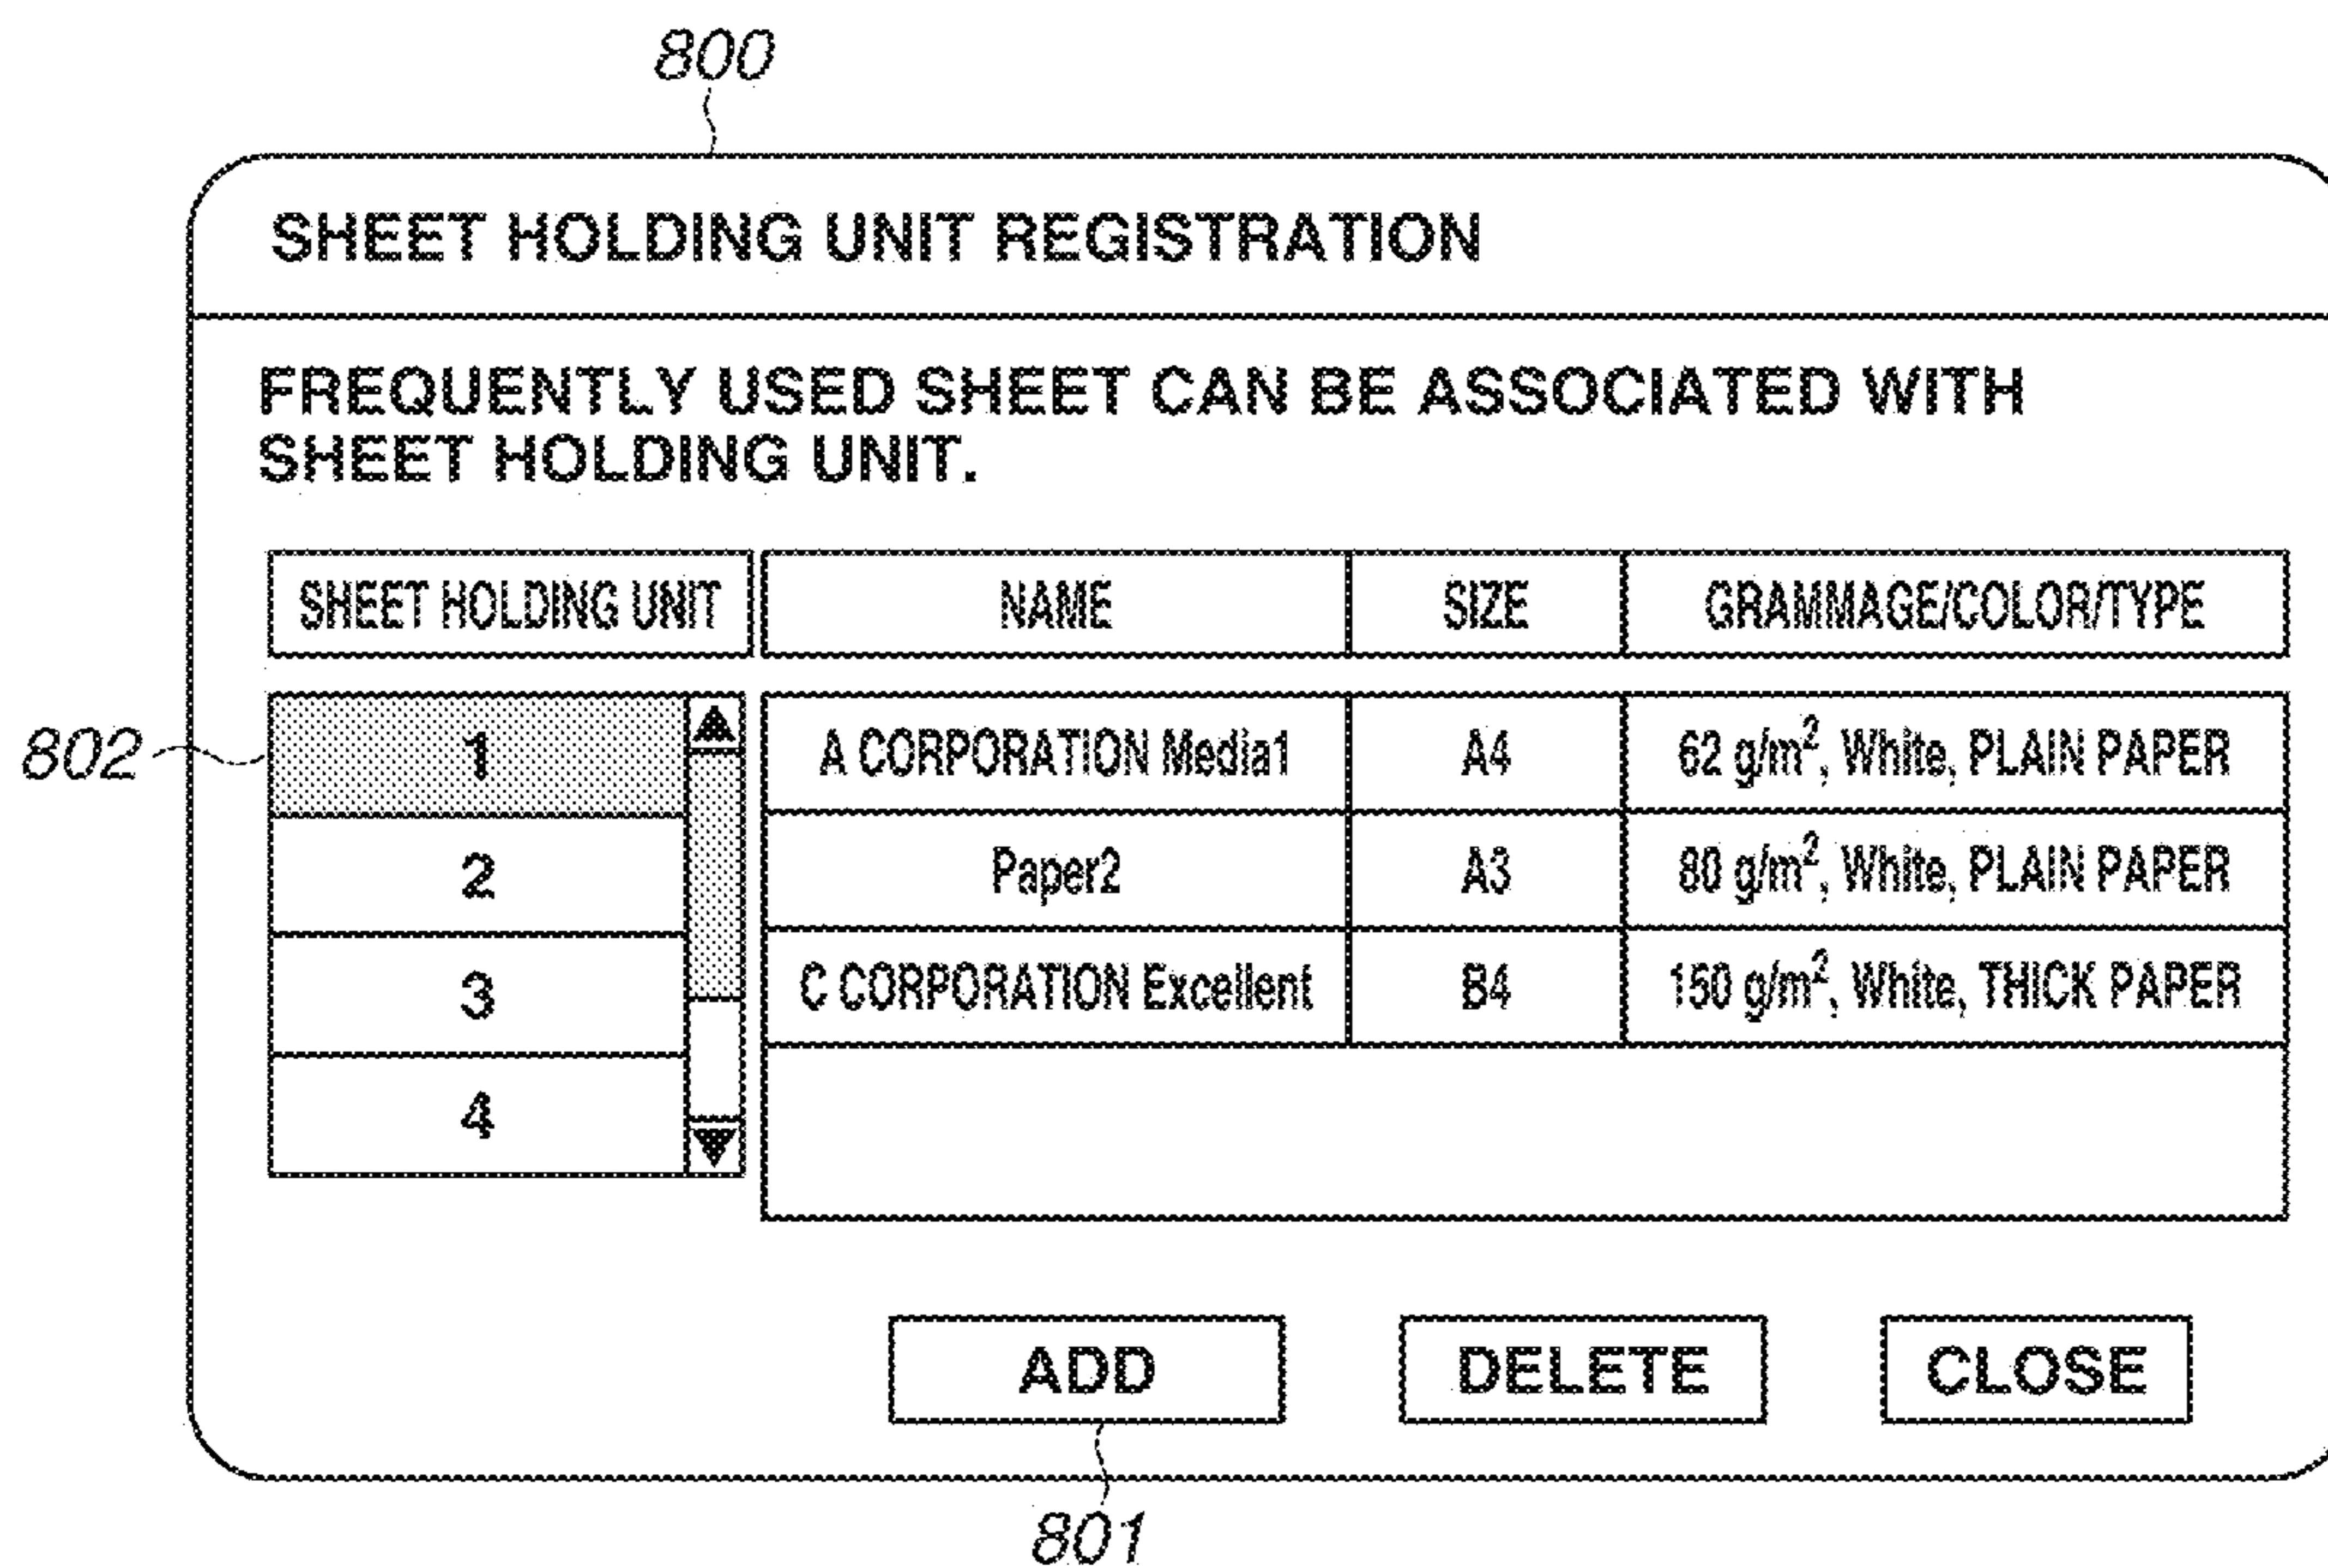 800
SHEET HOLDING UNIT REGISTRATION
FREQUENTLY USED SHEET CAN BE ASSOCIATED WITH
SHEET HOLDING UNIT.
SHEET HOLDING UNIT NAME SIZE GRAMMAGE/COLOR/TYPE
802 1 A CORPORATION Media1 A4 62 g/m², White, PLAIN PAPER
2 Paper2 A3 80 g/m², White, PLAIN PAPER
3 C CORPORATION Excellent B4 150 g/m², White, THICK PAPER
4
ADD DELETE CLOSE
801